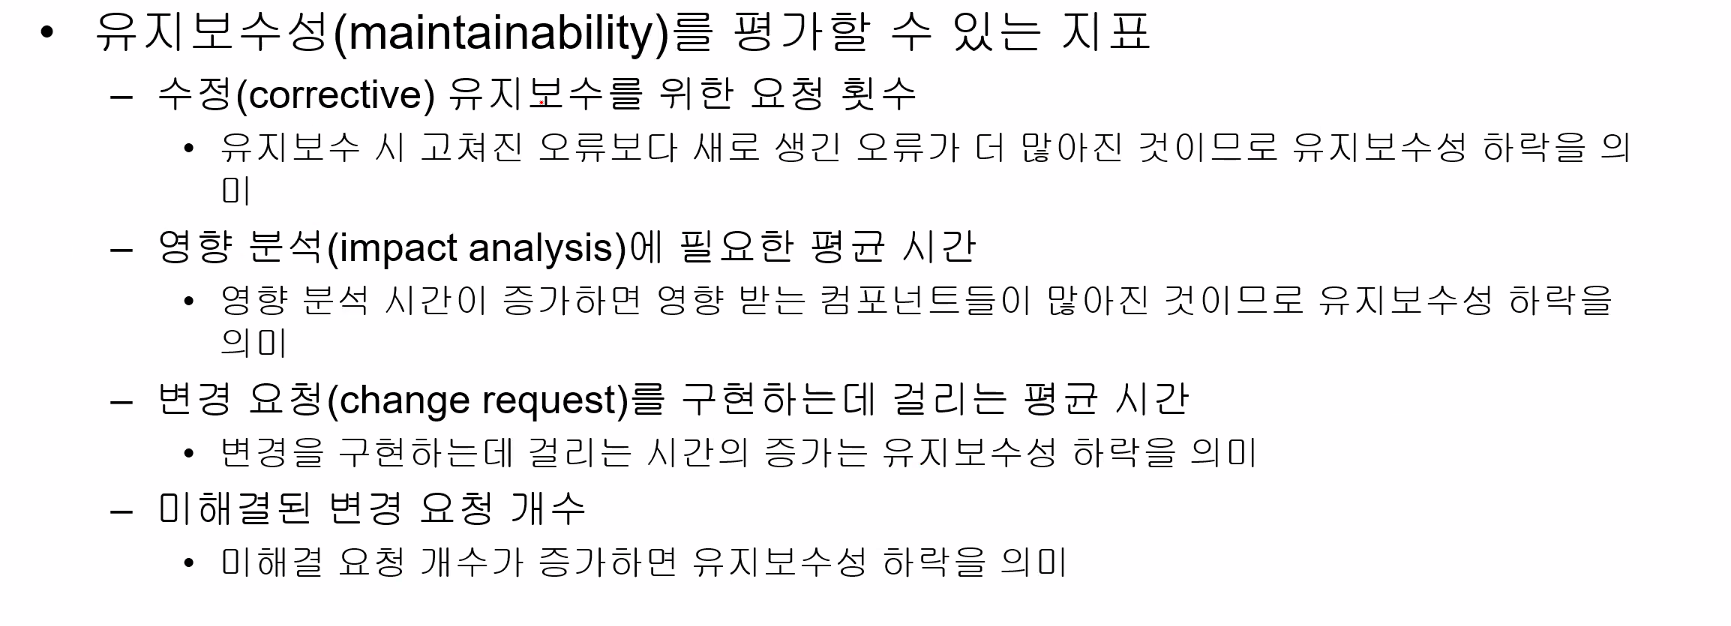 • 유지보수성(maintainability)를 평가할 수 있는 지표
– 수정(corrective) 유지보수를 위한 요청 횟수
• 유지보수 시 고쳐진 오류보다 새로 생긴 오류가 더 많아진 것이므로 유지보수성 하락을 의
미
– 영향 분석(impact analysis)에 필요한 평균 시간
• 영향 분석 시간이 증가하면 영향 받는 컴포넌트들이 많아진 것이므로 유지보수성 하락을
의미
– 변경 요청(change request)를 구현하는데 걸리는 평균 시간
• 변경을 구현하는데 걸리는 시간의 증가는 유지보수성 하락을 의미
– 미해결된 변경 요청 개수
• 미해결 요청 개수가 증가하면 유지보수성 하락을 의미